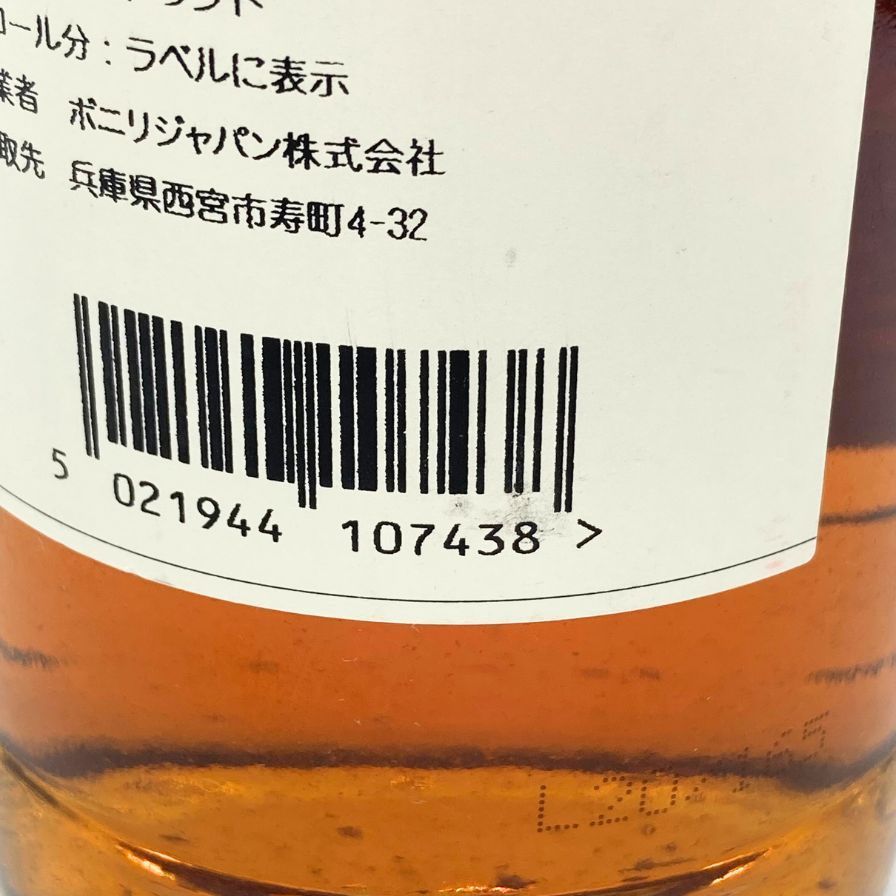 ール分：ラベルに表示
業者 ボニリジャパン株式会社
取先 兵庫県西宮市寿町4-32
5 021944 107438 >